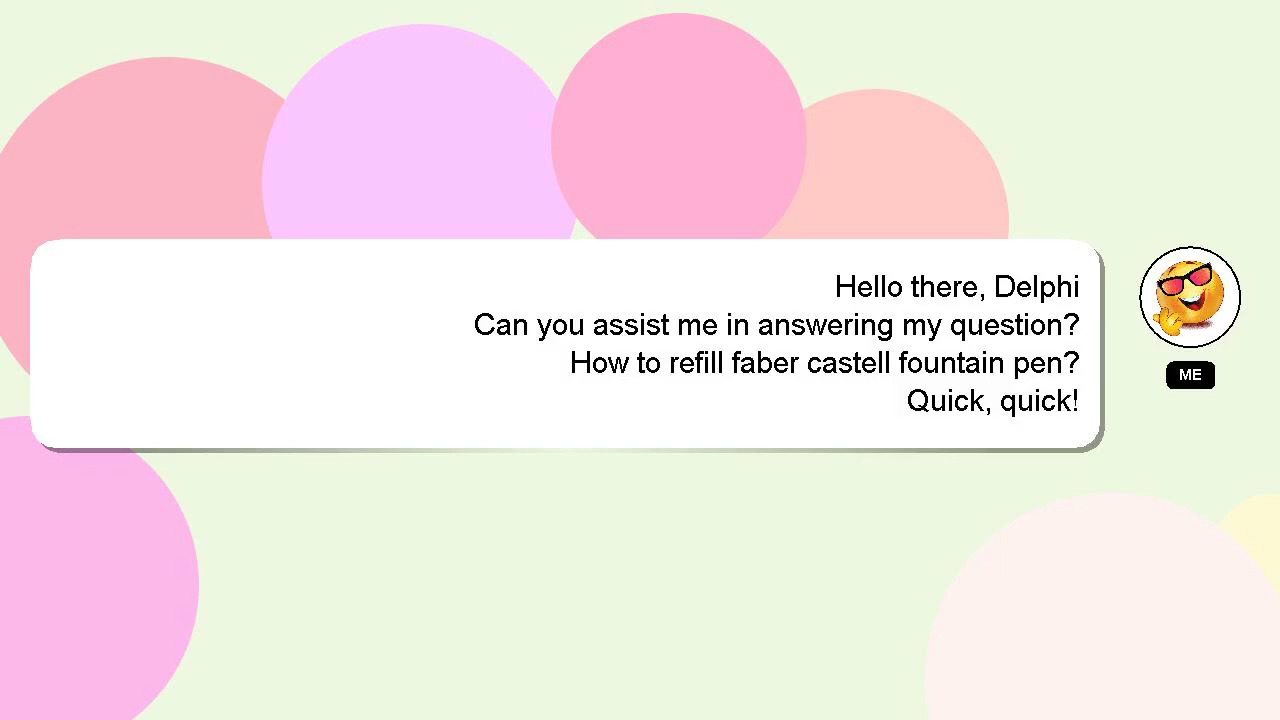 Hello there, Delphi
Can you assist me in answering my question?
How to refill faber castell fountain pen?
Quick, quick!
ME